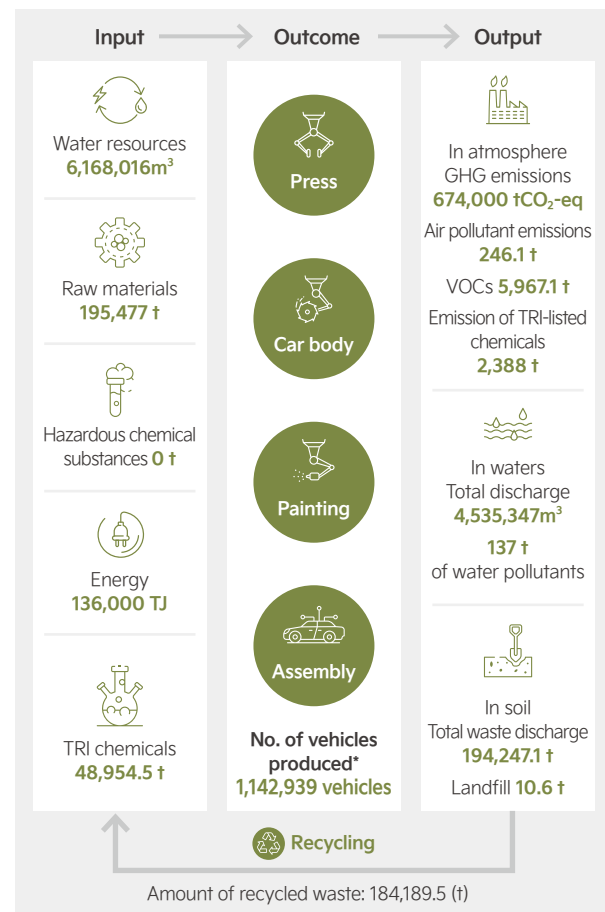 Input
Outcome
Output
Water resources
6,168,016m³
Raw materials
195,477 t
Hazardous chemical
substances 0 t
Energy
136,000 TJ
TRI chemicals
48,954.5 t
Press
Car body
Painting
Assembly
No. of vehicles
produced*
1,142,939 vehicles
In atmosphere
GHG emissions
674,000 tCO₂-eq
Air pollutant emissions
246.1 t
VOCs 5,967.1 t
Emission of TRI-listed
chemicals
2,388 t
In waters
Total discharge
4,535,347m³
137 t
of water pollutants
In soil
Total waste discharge
194,247.1 t
Landfill 10.6 t
Recycling
Amount of recycled waste: 184,189.5 (t)